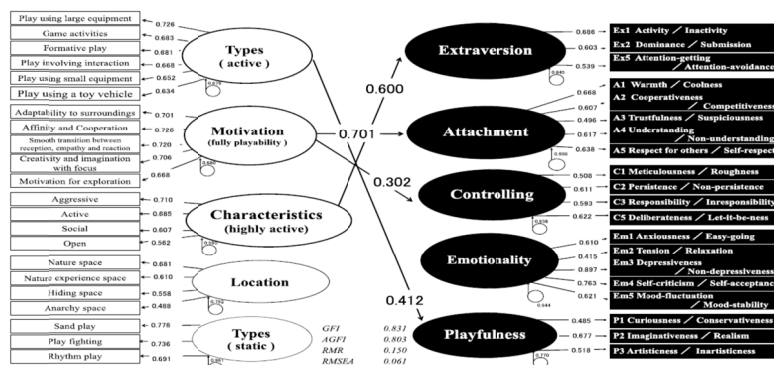 Play using large equipment
0.726
Game activities
0.683
Formative play
0.681
Play involving interaction
0.668
Play using small equipment
0.652
Play using a toy vehicle
0.634
Types
( active )
Adaptability to surroundings
0.701
Affinity and Cooperation
0.726
Smooth transition between
reception, empathy and reaction
0.720
Creativity and imagination
with focus
0.706
Motivation for exploration
0.668
Motivation
(fully playability )
Aggressive
0.710
Active
0.685
Social
0.607
Open
0.562
Characteristics
(highly active)
Nature space
0.681
Nature experience space
0.610
Hiding space
0.558
Anarchy space
0.488
Location
Sand play
0.778
Play fighting
0.736
Rhythm play
0.691
Types
( static )
GFI 0.831
AGFI 0.803
RMR 0.150
RMSEA 0.061
0.600
0.701
0.302
0.412
Extraversion
0.686
Ex1 Activity / Inactivity
0.603
Ex2 Dominance / Submission
0.539
Ex5 Attention-getting
/ Attention-avoidance
Attachment
0.668
A1 Warmth / Coolness
0.607
A2 Cooperativeness
/ Competitiveness
0.496
A3 Trustfulness / Suspiciousness
0.617
A4 Understanding
/ Non-understanding
0.638
A5 Respect for others / Self-respect
Controlling
0.508
C1 Meticulousness / Roughness
0.611
C2 Persistence / Non-persistence
0.593
C3 Responsibility / Inresponsibility
0.622
C5 Deliberateness / Let-it-be-ness
Emotionality
0.610
Em1 Anxiousness / Easy-going
0.415
Em2 Tension / Relaxation
0.897
Em3 Depressiveness
/ Non-depressiveness
0.763
Em4 Self-criticism / Self-acceptance
0.621
Em5 Mood-fluctuation
/ Mood-stability
0.644
Playfulness
0.485
P1 Curiousness / Conservativeness
0.677
P2 Imaginativeness / Realism
0.518
P3 Artisticness / Inartisticness
0.770